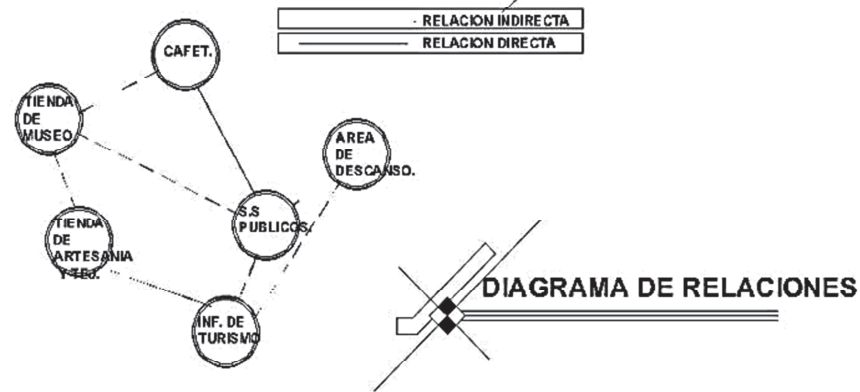 RELACION INDIRECTA
RELACION DIRECTA
CAFET.
TIENDA
DE
MUSEO.
AREA
DE
DESCANSO.
S.S
PUBLICOS.
TIENDA
DE
ARTESANIA
Y TEJ.
INF. DE
TURISMO
DIAGRAMA DE RELACIONES